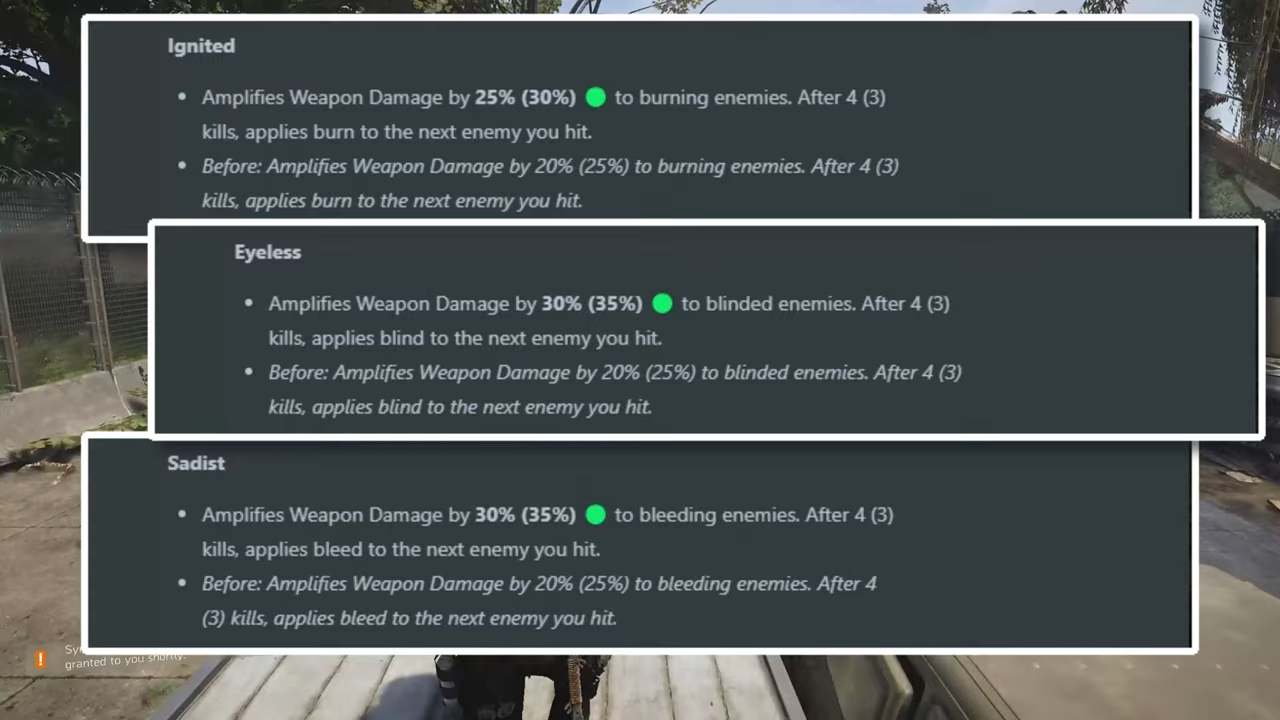 Ignited
• Amplifies Weapon Damage by 25% (30%) to burning enemies. After 4 (3)
kills, applies burn to the next enemy you hit.
• Before: Amplifies Weapon Damage by 20% (25%) to burning enemies. After 4 (3)
kills, applies burn to the next enemy you hit.
Eyeless
• Amplifies Weapon Damage by 30% (35%) to blinded enemies. After 4 (3)
kills, applies blind to the next enemy you hit.
• Before: Amplifies Weapon Damage by 20% (25%) to blinded enemies. After 4 (3)
kills, applies blind to the next enemy you hit.
Sadist
• Amplifies Weapon Damage by 30% (35%) to bleeding enemies. After 4 (3)
kills, applies bleed to the next enemy you hit.
• Before: Amplifies Weapon Damage by 20% (25%) to bleeding enemies. After 4
(3) kills, applies bleed to the next enemy you hit.
granted to you shortly.